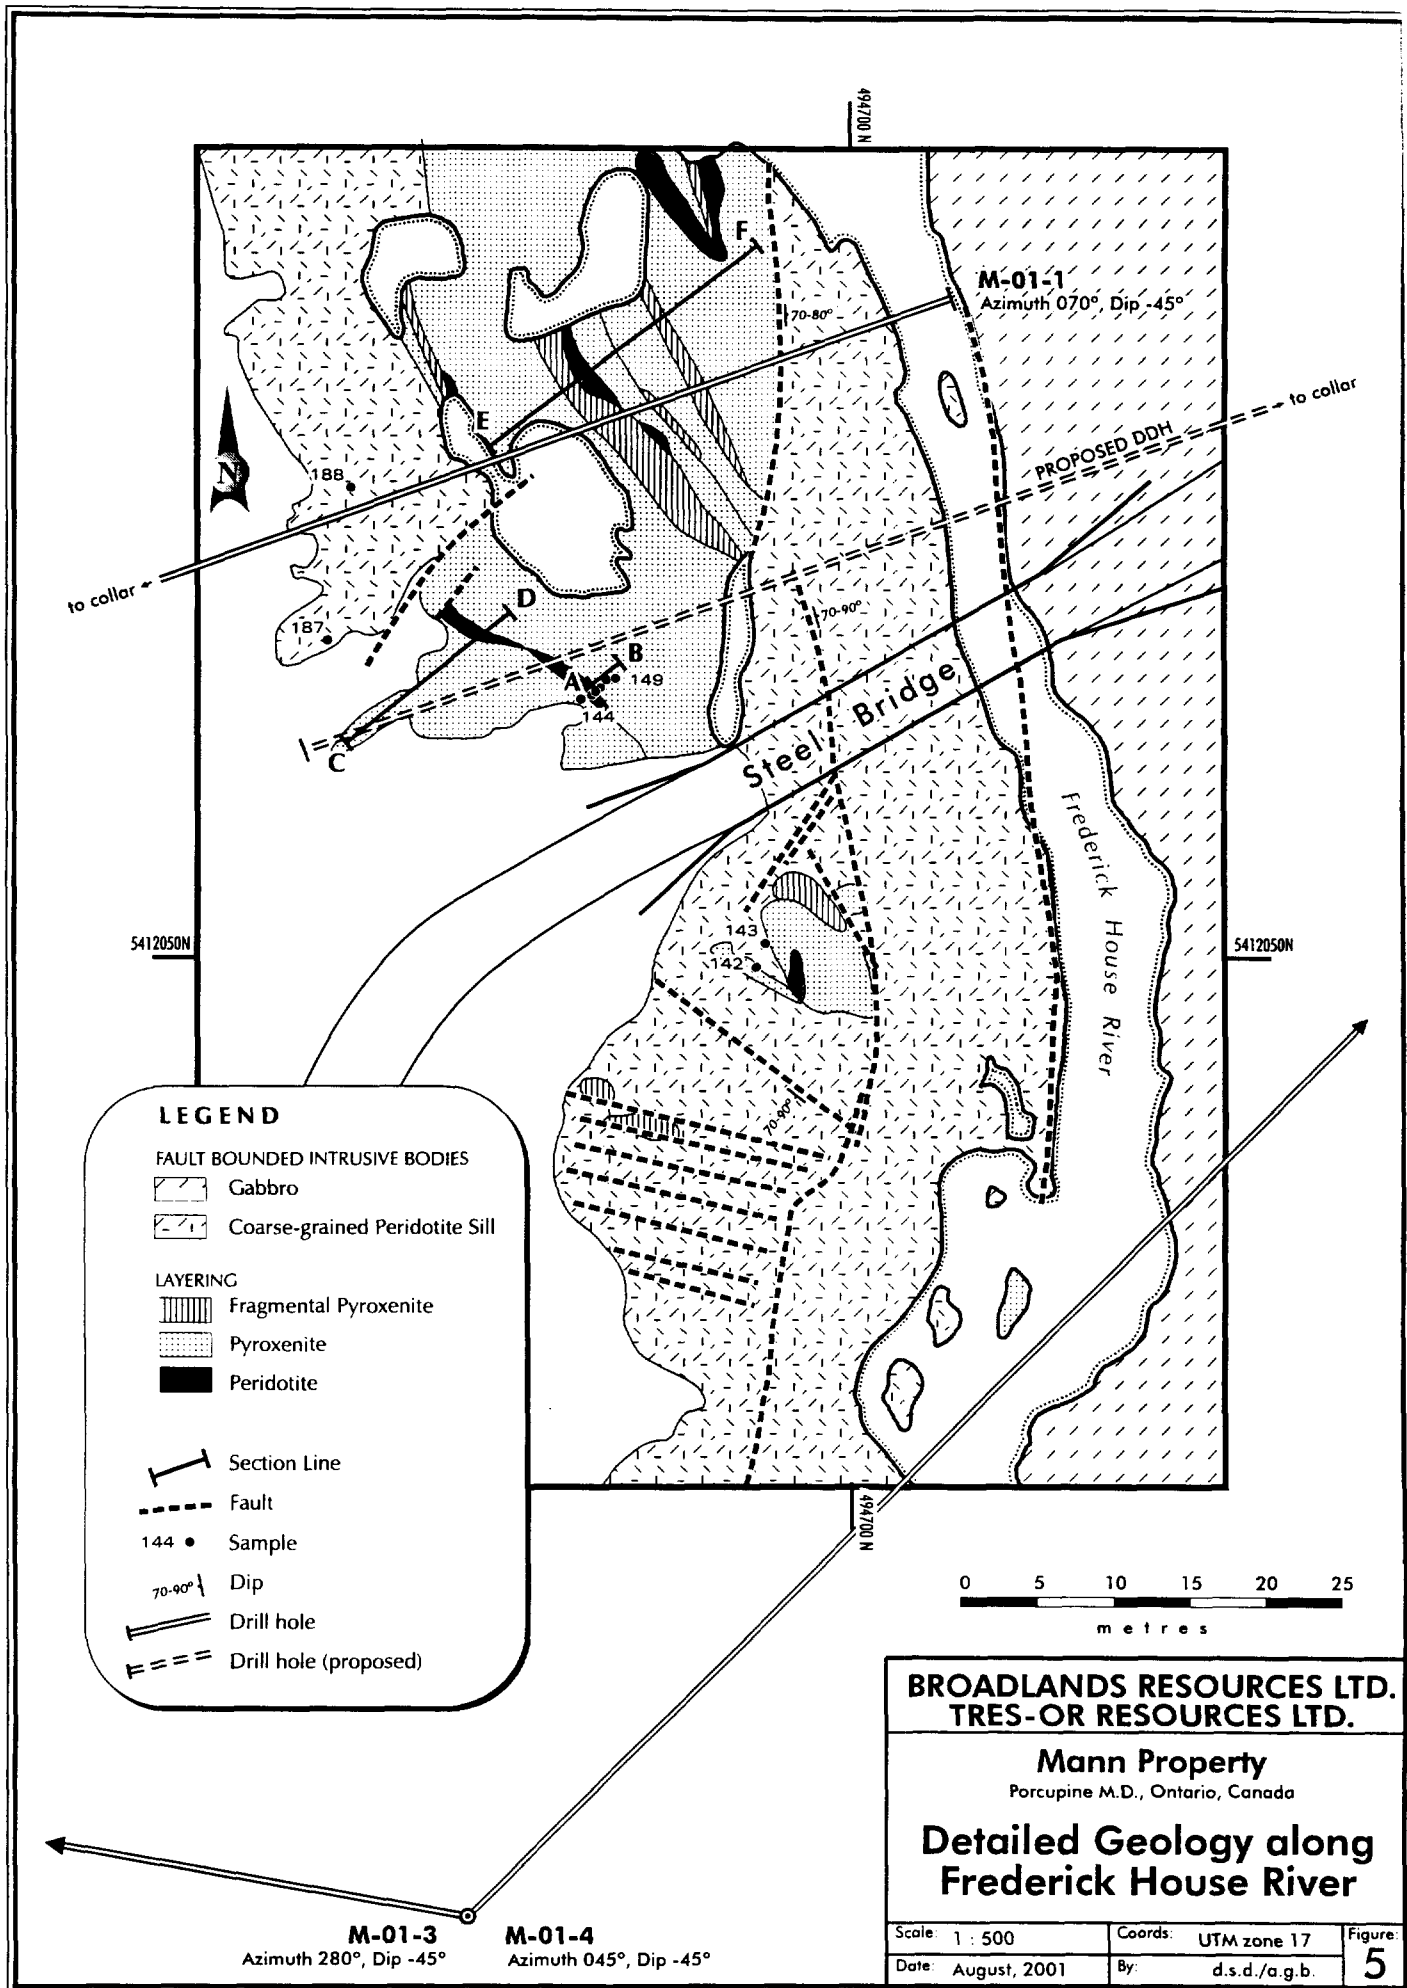 494700 N
F
M-01-1
Azimuth 070°, Dip -45°
70-80°
to collar
E
PROPOSED DDH
N
188
to collar
D
70-90°
187
B
A
149
144
C
Steel Bridge
Frederick House River
143
142
5412050N
5412050N
70-90°
LEGEND
FAULT BOUNDED INTRUSIVE BODIES
Gabbro
Coarse-grained Peridotite Sill
LAYERING
Fragmental Pyroxenite
Pyroxenite
Peridotite
Section Line
Fault
144 Sample
70-90° Dip
Drill hole
Drill hole (proposed)
494700 N
0 5 10 15 20 25
metres
BROADLANDS RESOURCES LTD.
TRES-OR RESOURCES LTD.
Mann Property
Porcupine M.D., Ontario, Canada
Detailed Geology along
Frederick House River
M-01-3 M-01-4
Azimuth 280°, Dip -45° Azimuth 045°, Dip -45°
Scale: 1 : 500 Coords: UTM zone 17 Figure:
Date: August, 2001 By: d.s.d./a.g.b. 5